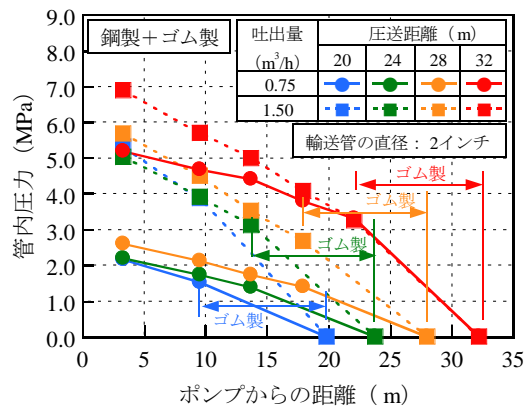 鋼製+ゴム製
吐出量 圧送距離(m)
(m³/h) 20 24 28 32
0.75
1.50
輸送管の直径:2インチ
ゴム製
ゴム製
ゴム製
ゴム製
管内圧力(MPa)
9.0
8.0
7.0
6.0
5.0
4.0
3.0
2.0
1.0
0.0
0 5 10 15 20 25 30 35
ポンプからの距離(m)